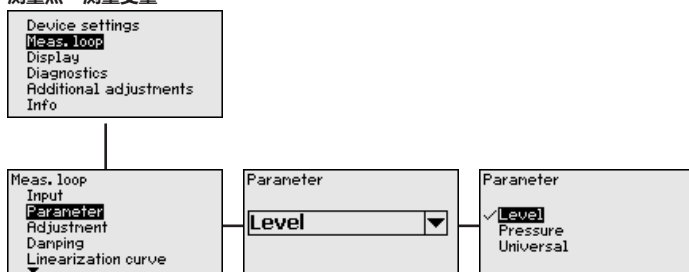 测量点 - 测量变量
Device settings
Meas. loop
Display
Diagnostics
Additional adjustments
Info
Meas. loop
Input
Parameter
Adjustment
Damping
Linearization curve
Parameter
Level
Parameter
Level
Pressure
Universal